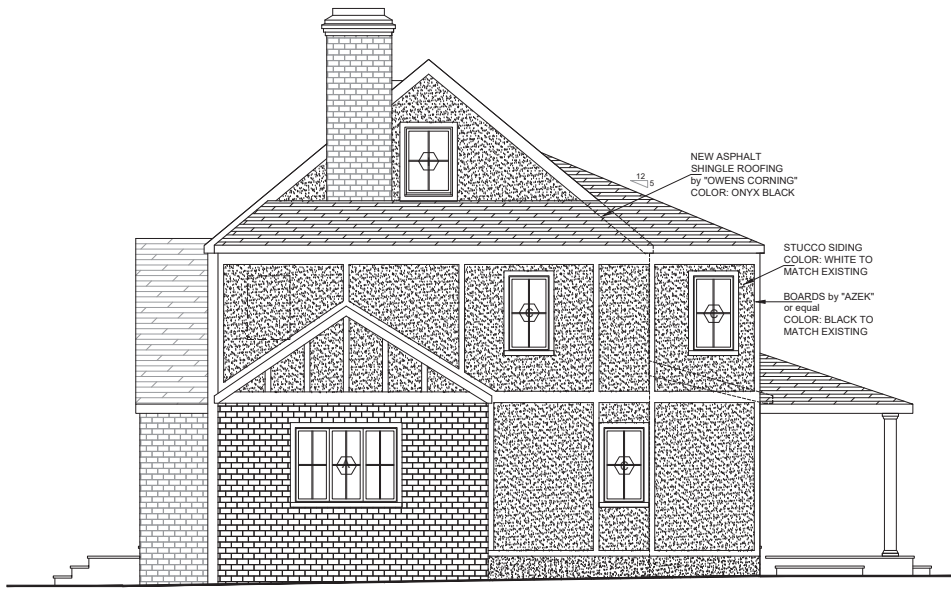 D
12
5
NEW ASPHALT
SHINGLE ROOFING
by "OWENS CORNING"
COLOR: ONYX BLACK
STUCCO SIDING
COLOR: WHITE TO
MATCH EXISTING
BOARDS by "AZEK"
or equal
COLOR: BLACK TO
MATCH EXISTING
C
C
A
C